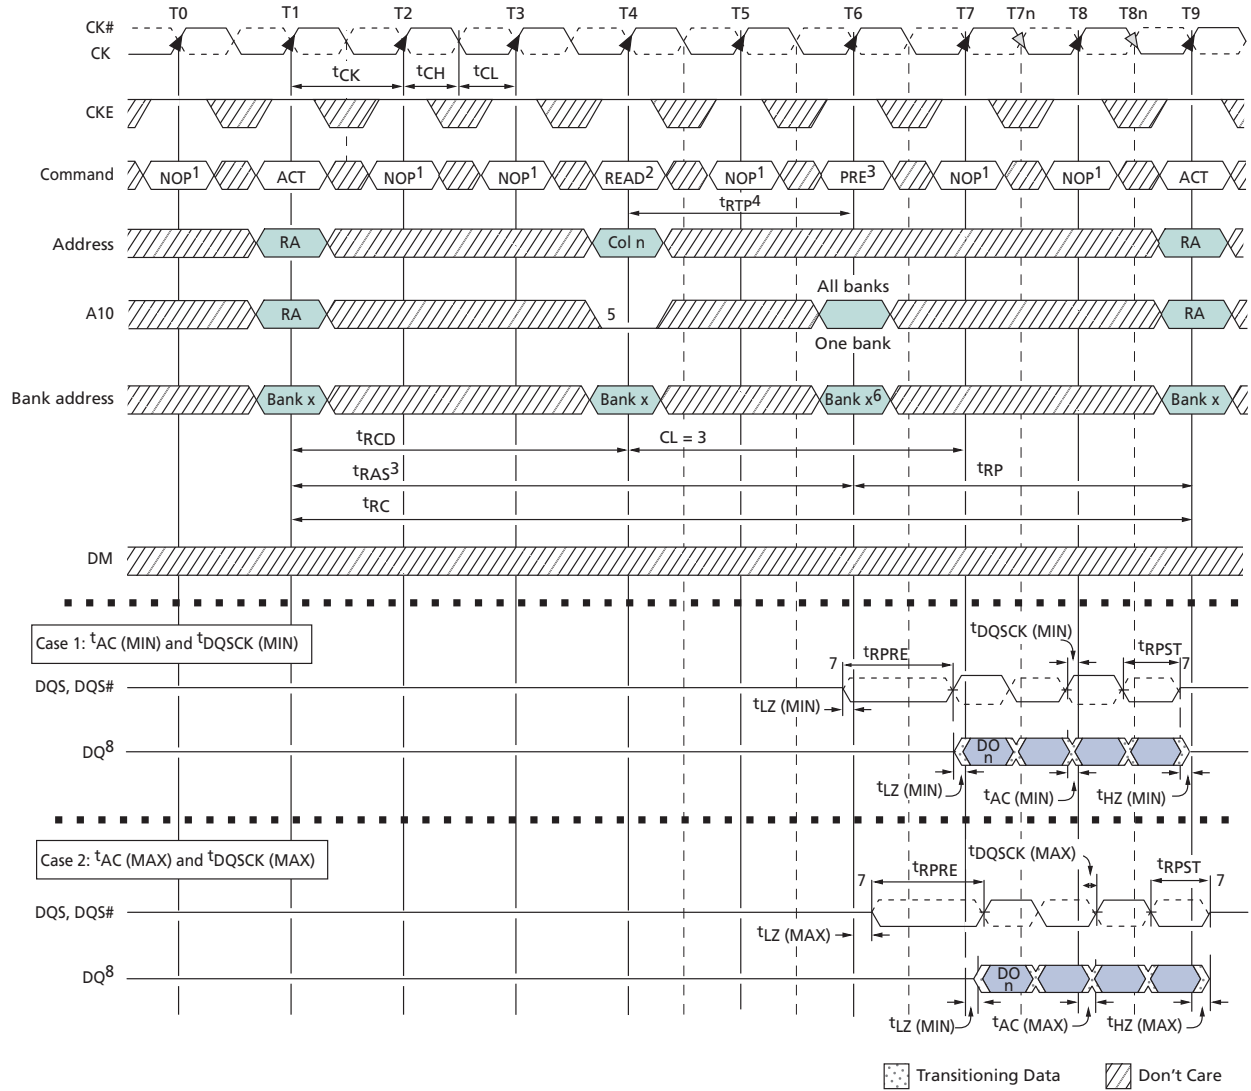 T0 T1 T2 T3 T4 T5 T6 T7 T7n T8 T8n T9
CK#
CK
tCK tCH tCL
CKE
Command NOP1 ACT NOP1 NOP1 READ2 NOP1 PRE3 NOP1 NOP1 ACT
tRTP4
Address RA Col n RA
All banks
A10 RA 5 RA
One bank
Bank address Bank x Bank x Bank x6 Bank x
tRCD CL = 3
tRAS3 tRP
tRC
DM
Case 1: tAC (MIN) and tDQSCK (MIN)
tDQSCK (MIN)
7 tRPRE tRPST 7
DQS, DQS#
tLZ (MIN)
DQ8 DO n
tLZ (MIN) tAC (MIN) tHZ (MIN)
Case 2: tAC (MAX) and tDQSCK (MAX)
tDQSCK (MAX)
7 tRPRE tRPST 7
DQS, DQS#
tLZ (MAX)
DQ8 DO n
tLZ (MIN) tAC (MAX) tHZ (MAX)
Transitioning Data Don't Care